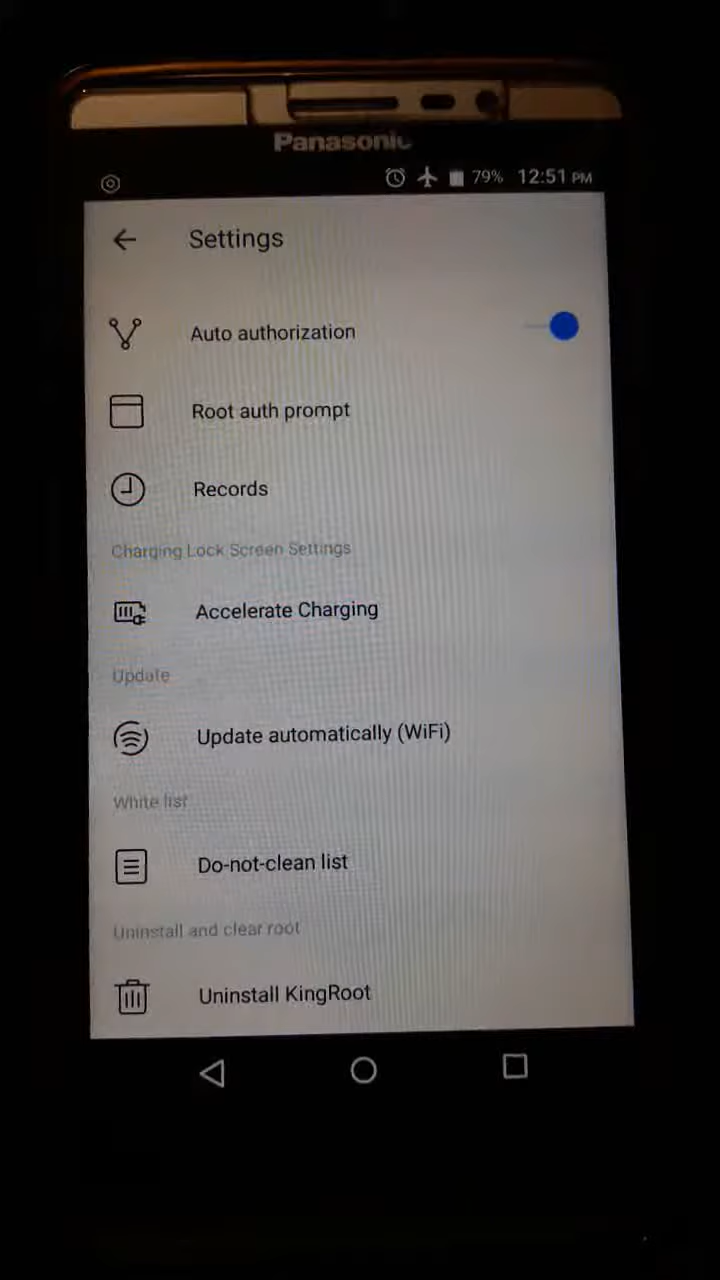 Panasonic
79% 12:51 PM
Settings
Auto authorization
Root auth prompt
Records
Charging Lock Screen Settings
Accelerate Charging
Update
Update automatically (WiFi)
White list
Do-not-clean list
Uninstall and clear root
Uninstall KingRoot